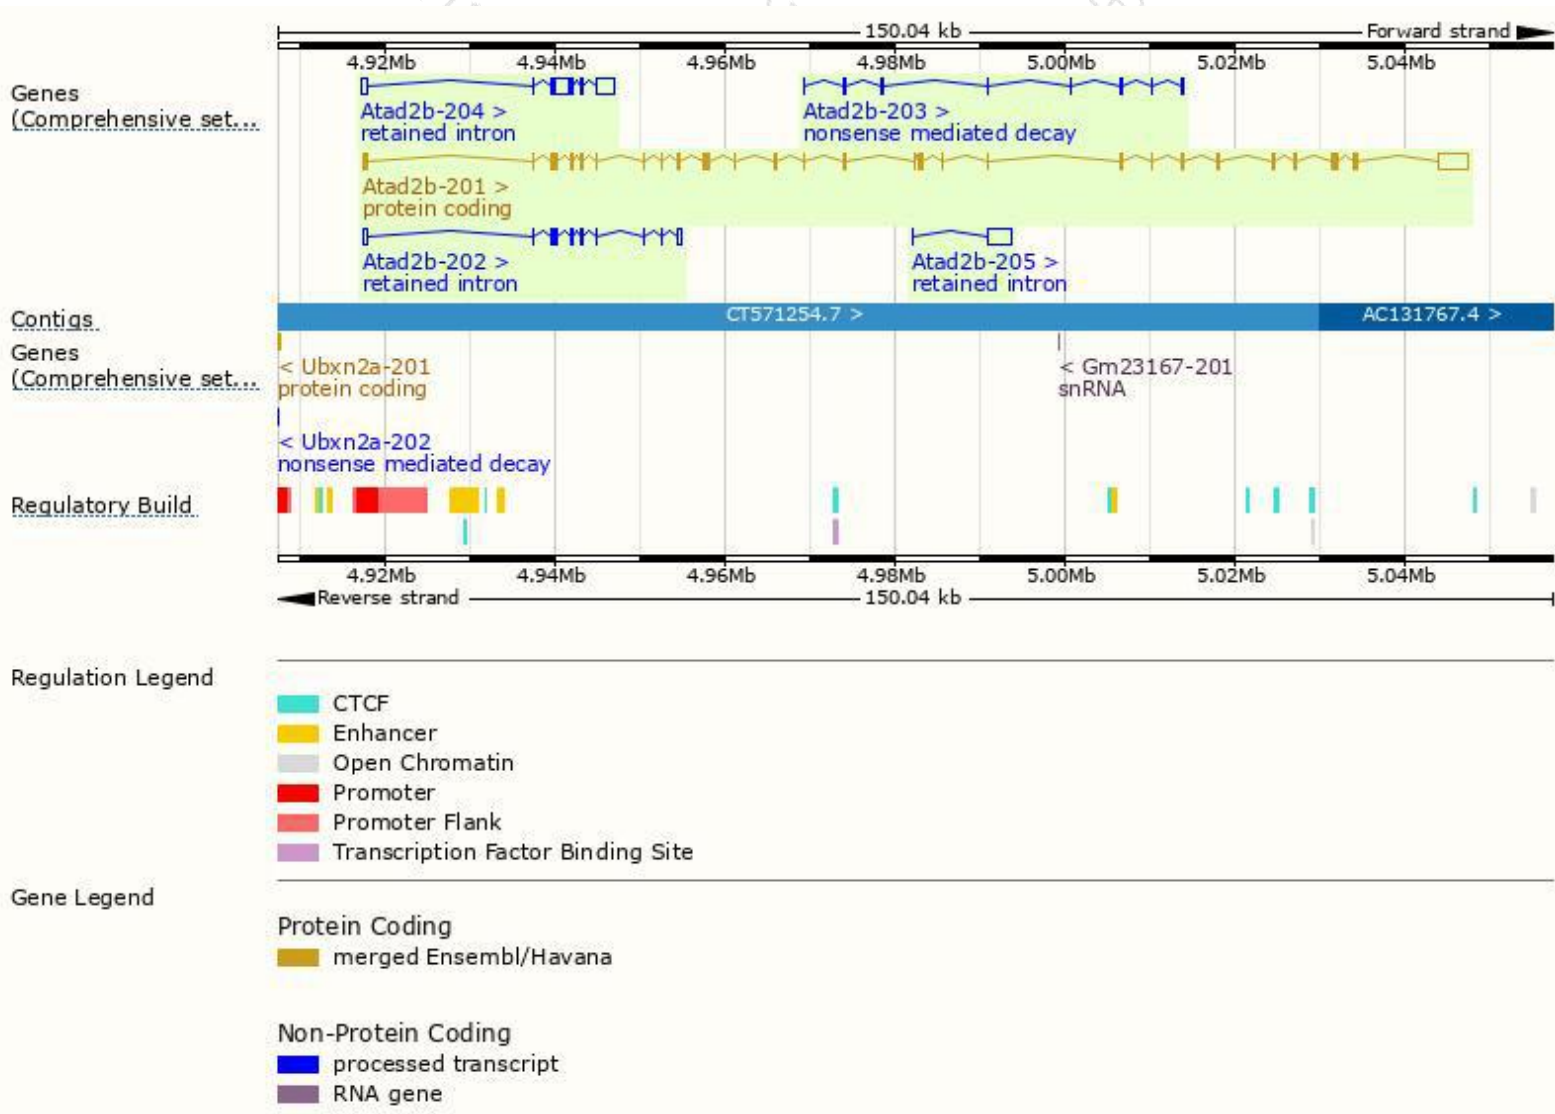 150.04 kb
Forward strand
4.92Mb 4.94Mb 4.96Mb 4.98Mb 5.00Mb 5.02Mb 5.04Mb
Genes
(Comprehensive set...
Atad2b-204 >
retained intron
Atad2b-203 >
nonsense mediated decay
Atad2b-201 >
protein coding
Atad2b-202 >
retained intron
Atad2b-205 >
retained intron
Contigs
CT571254.7 >
AC131767.4 >
Genes
(Comprehensive set...
< Ubxn2a-201
protein coding
< Gm23167-201
snRNA
< Ubxn2a-202
nonsense mediated decay
Regulatory Build
4.92Mb 4.94Mb 4.96Mb 4.98Mb 5.00Mb 5.02Mb 5.04Mb
Reverse strand
150.04 kb
Regulation Legend
CTCF
Enhancer
Open Chromatin
Promoter
Promoter Flank
Transcription Factor Binding Site
Gene Legend
Protein Coding
merged Ensembl/Havana
Non-Protein Coding
processed transcript
RNA gene